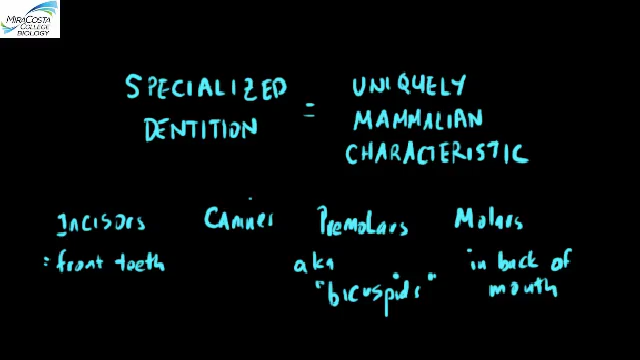 MIRACOSTA
COLLEGE
BIOLOGY
SPECIALIZED
DENTITION
=
UNIQUELY
MAMMALIAN
CHARACTERISTIC
Incisors Canines Premolars Molars
= front teeth
aka
"bicuspids"
in back of
mouth